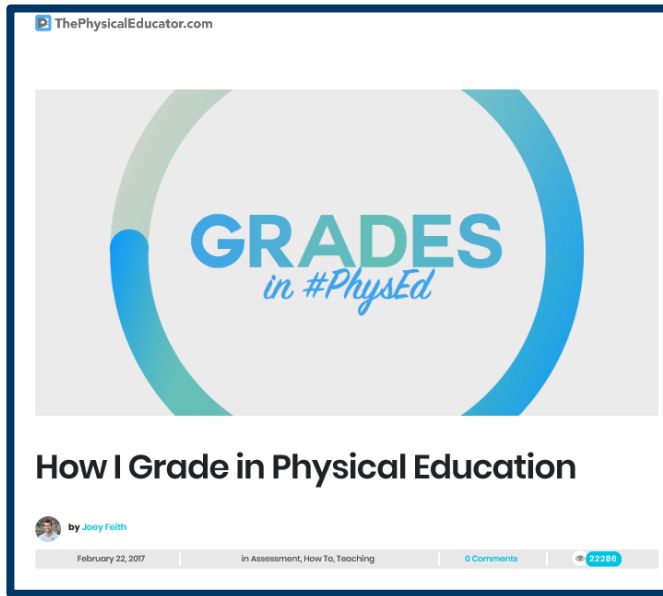 ThePhysicalEducator.com
GRADES
in #PhysEd
How I Grade in Physical Education
by Joey Feith
February 22, 2017 in Assessment, How To, Teaching 0 Comments 22286